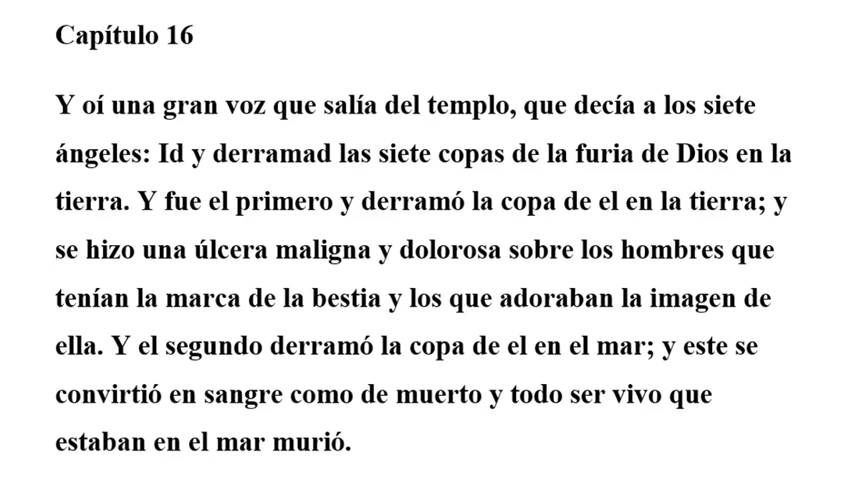 Capítulo 16
Y oí una gran voz que salía del templo, que decía a los siete
ángeles: Id y derramad las siete copas de la furia de Dios en la
tierra. Y fue el primero y derramó la copa de el en la tierra; y
se hizo una úlcera maligna y dolorosa sobre los hombres que
tenían la marca de la bestia y los que adoraban la imagen de
ella. Y el segundo derramó la copa de el en el mar; y este se
convirtió en sangre como de muerto y todo ser vivo que
estaban en el mar murió.